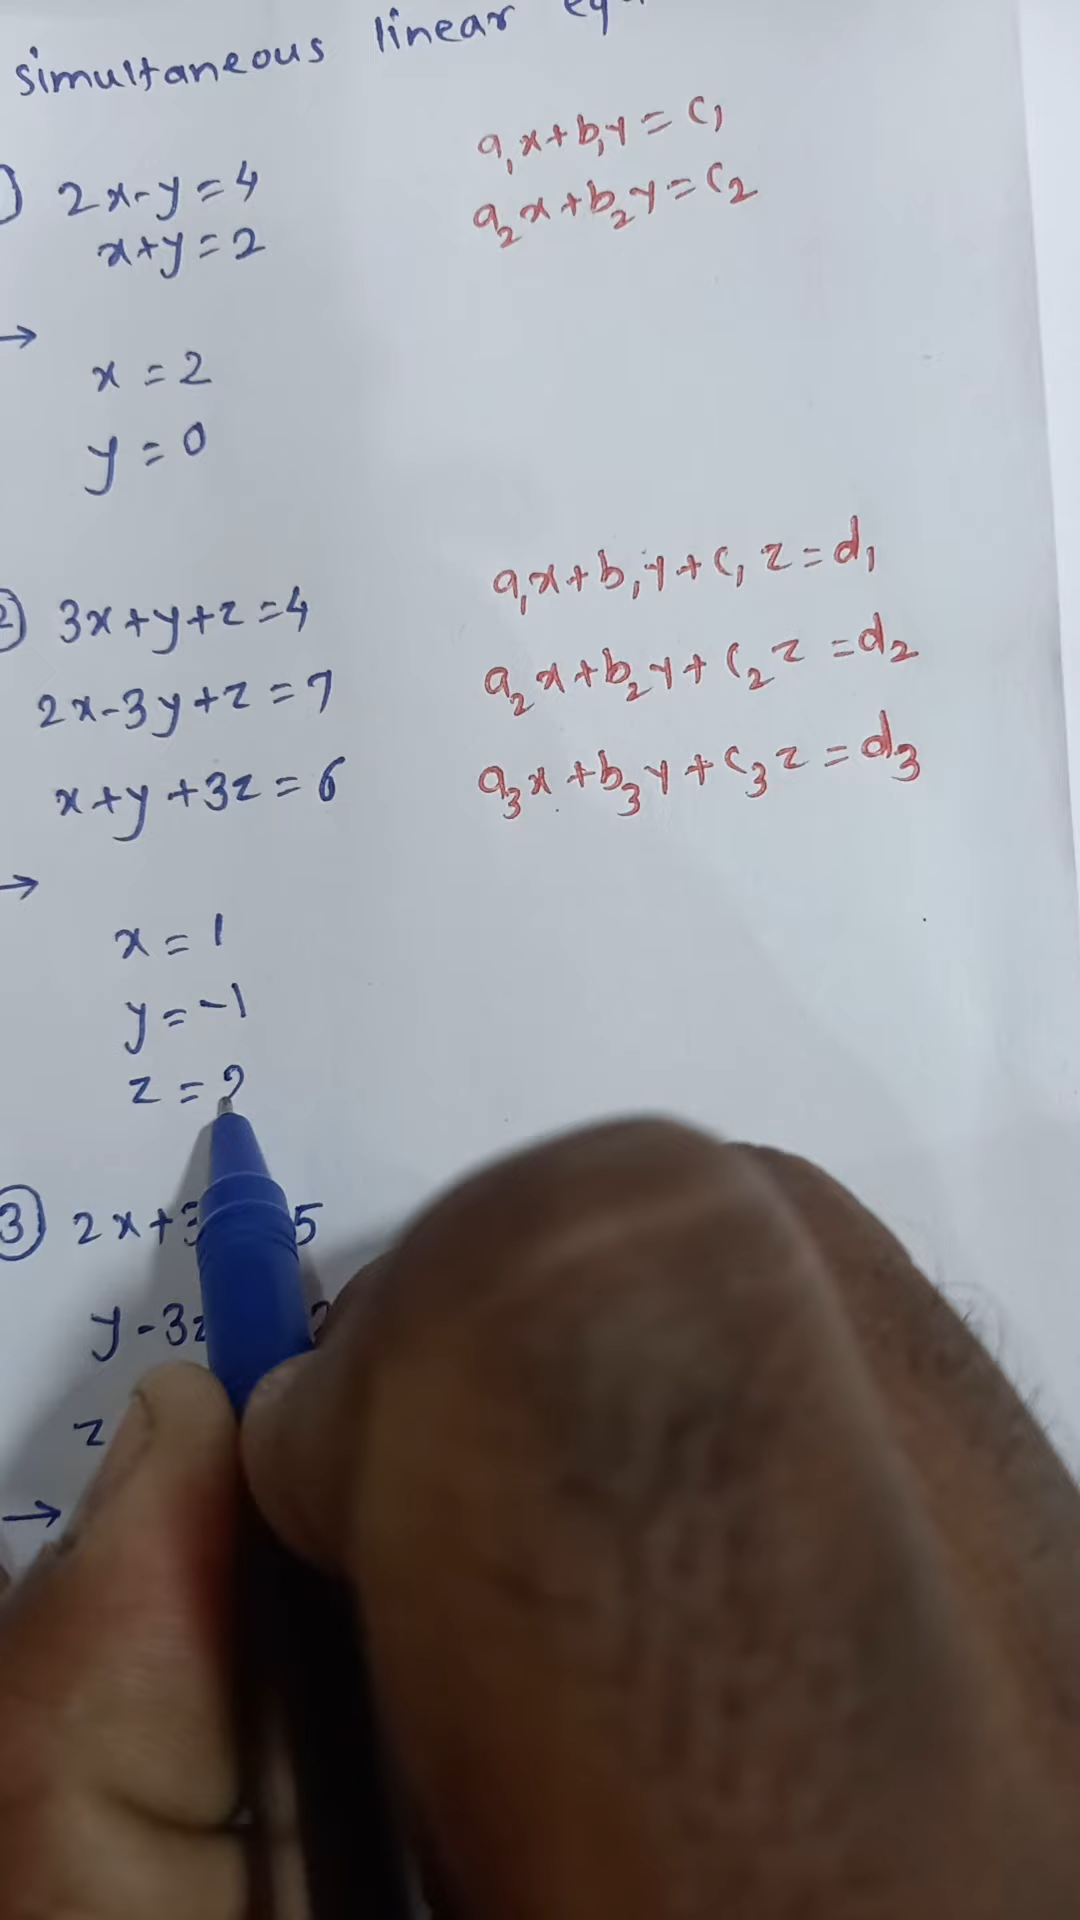 simultaneous linear
2x-y=4
x+y=2
a₁x+b₁y=c₁
a₂x+b₂y=c₂
→
x=2
y=0
② 3x+y+z=4
2x-3y+z=7
x+y+3z=6
a₁x+b₁y+c₁z=d₁
a₂x+b₂y+c₂z=d₂
a₃x+b₃y+c₃z=d₃
→
x=1
y=-1
z=2
③ 2x+3 5
y-3z
z
→